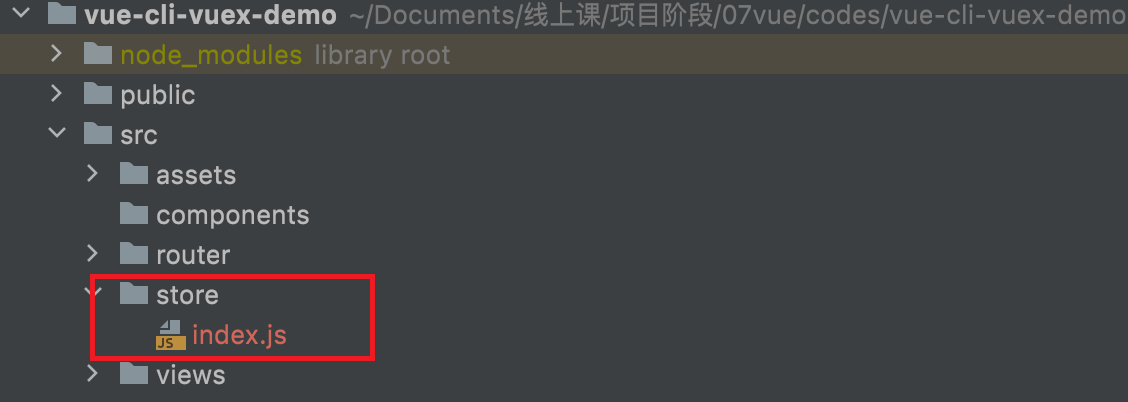 vue-cli-vuex-demo ~/Documents/线上课/项目阶段/07vue/codes/vue-cli-vuex-demo
node_modules library root
public
src
assets
components
router
store
JS index.js
views